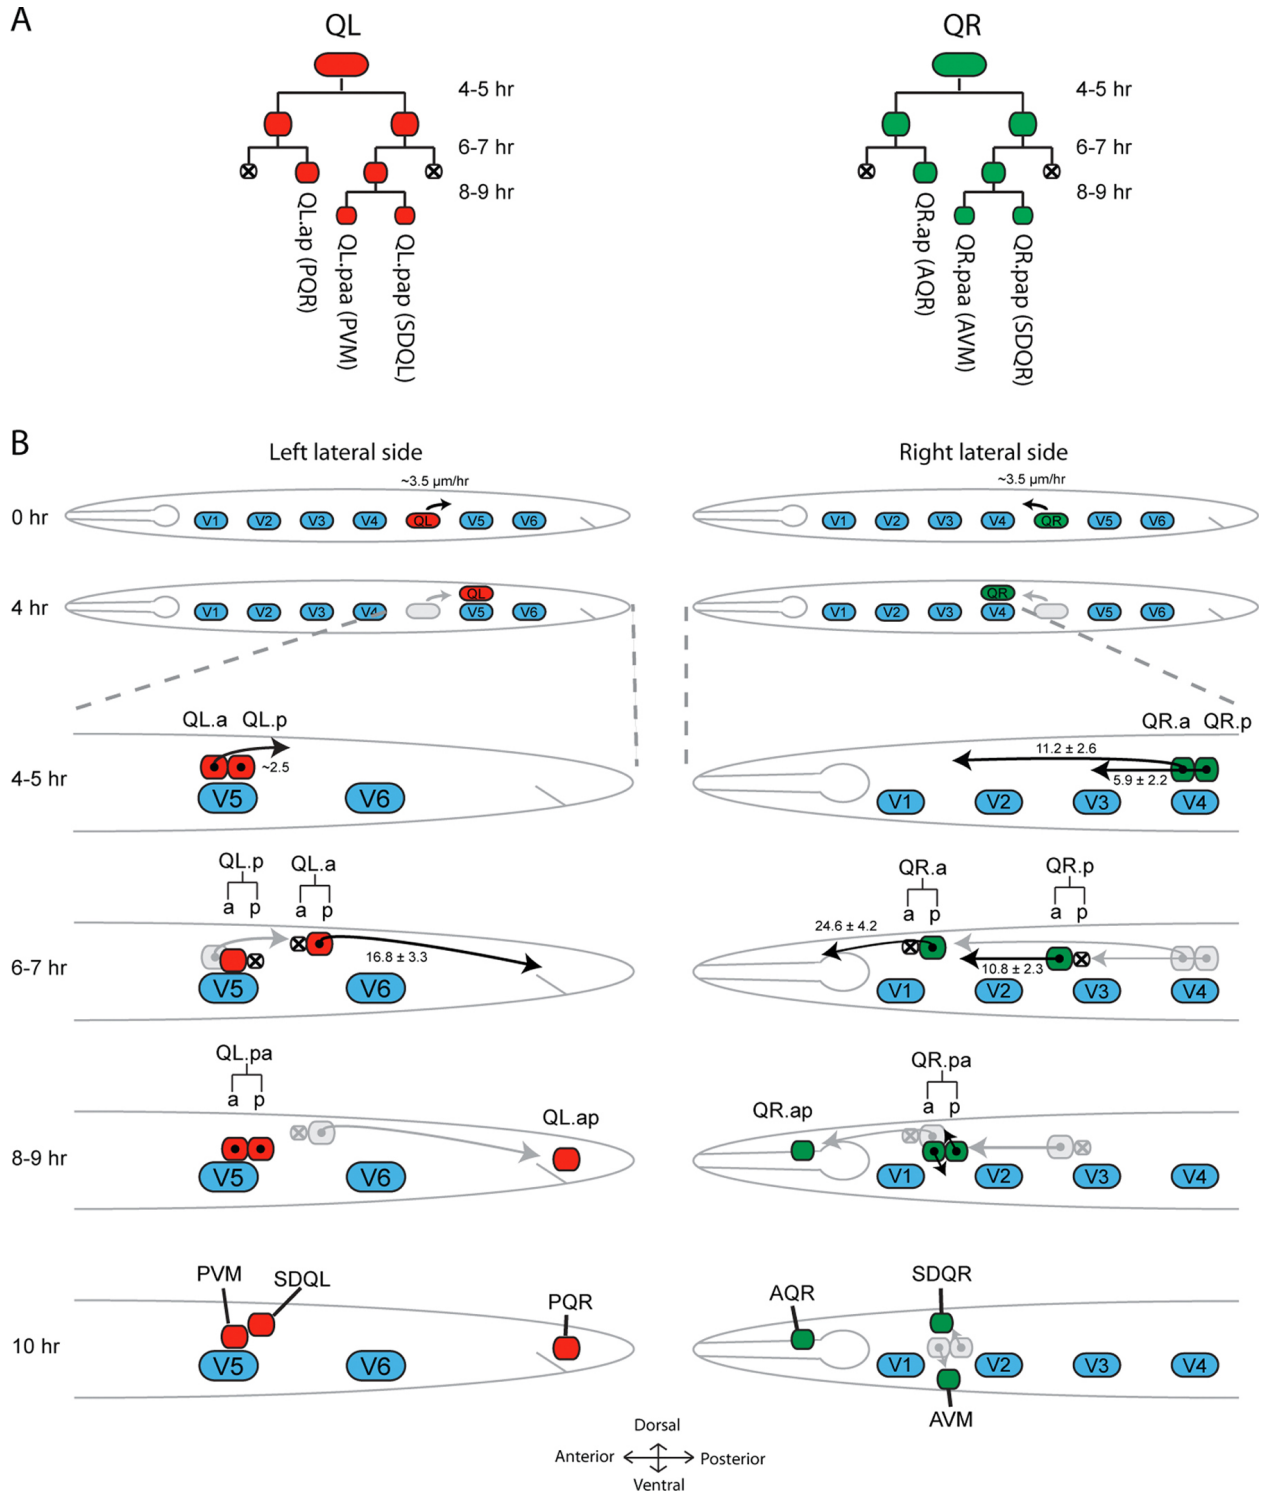 A
QL
QR
4-5 hr
4-5 hr
6-7 hr
6-7 hr
8-9 hr
8-9 hr
QL.ap (PQR)
QL.paa (PVM)
QL.pap (SDQL)
QR.ap (AQR)
QR.paa (AVM)
QR.pap (SDQR)
B
Left lateral side
Right lateral side
~3.5 µm/hr
~3.5 µm/hr
0 hr
V1 V2 V3 V4 QL V5 V6
V1 V2 V3 V4 QR V5 V6
4 hr
QL
V1 V2 V3 V4 V5 V6
QR
V1 V2 V3 V4 V5 V6
QL.a QL.p
QR.a QR.p
4-5 hr
~2.5
V5 V6
11.2 ± 2.6
5.9 ± 2.2
V1 V2 V3 V4
QL.p QL.a
a p a p
QR.a QR.p
a p a p
6-7 hr
16.8 ± 3.3
V5 V6
24.6 ± 4.2
10.8 ± 2.3
V1 V2 V3 V4
QL.pa
a p
QL.ap
QR.pa
a p
QR.ap
8-9 hr
V5 V6
V1 V2 V3 V4
PVM SDQL
PQR
SDQR
AQR
10 hr
V5 V6
V1 V2 V3 V4
AVM
Dorsal
Anterior Posterior
Ventral